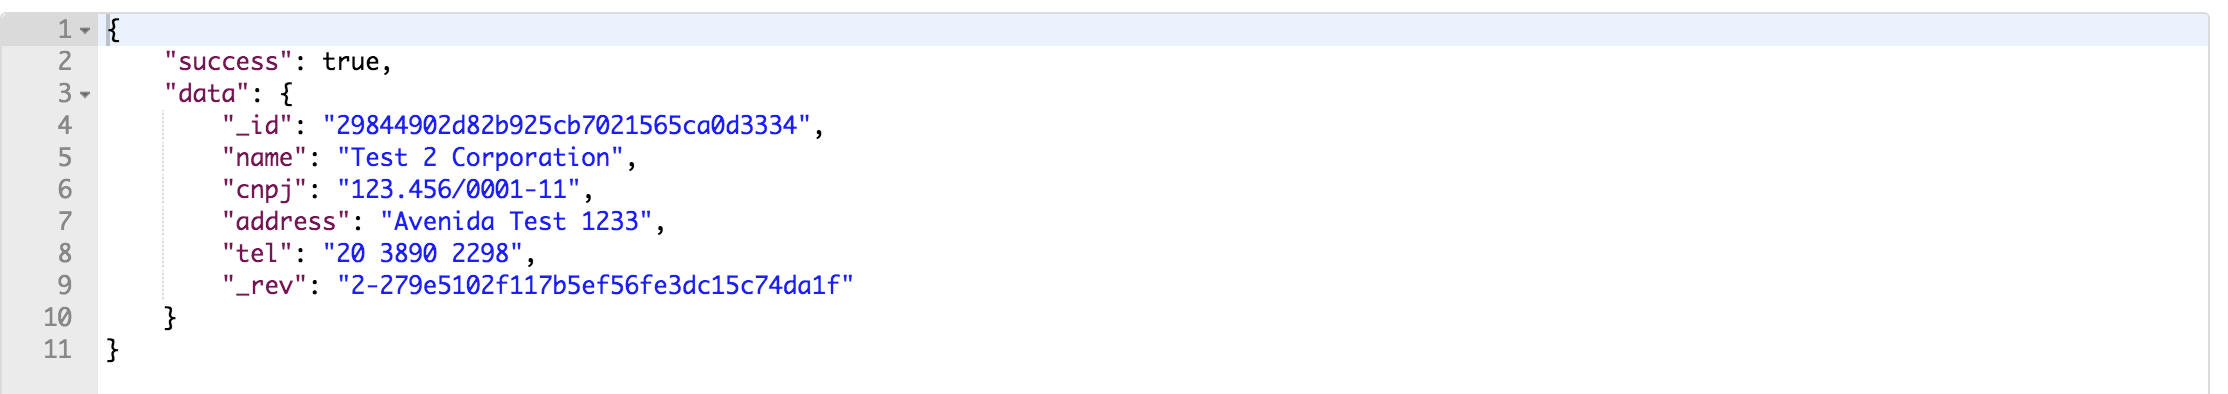 1 {
2 "success": true,
3 "data": {
4 "_id": "29844902d82b925cb7021565ca0d3334",
5 "name": "Test 2 Corporation",
6 "cnpj": "123.456/0001-11",
7 "address": "Avenida Test 1233",
8 "tel": "20 3890 2298",
9 "_rev": "2-279e5102f117b5ef56fe3dc15c74da1f"
10 }
11 }